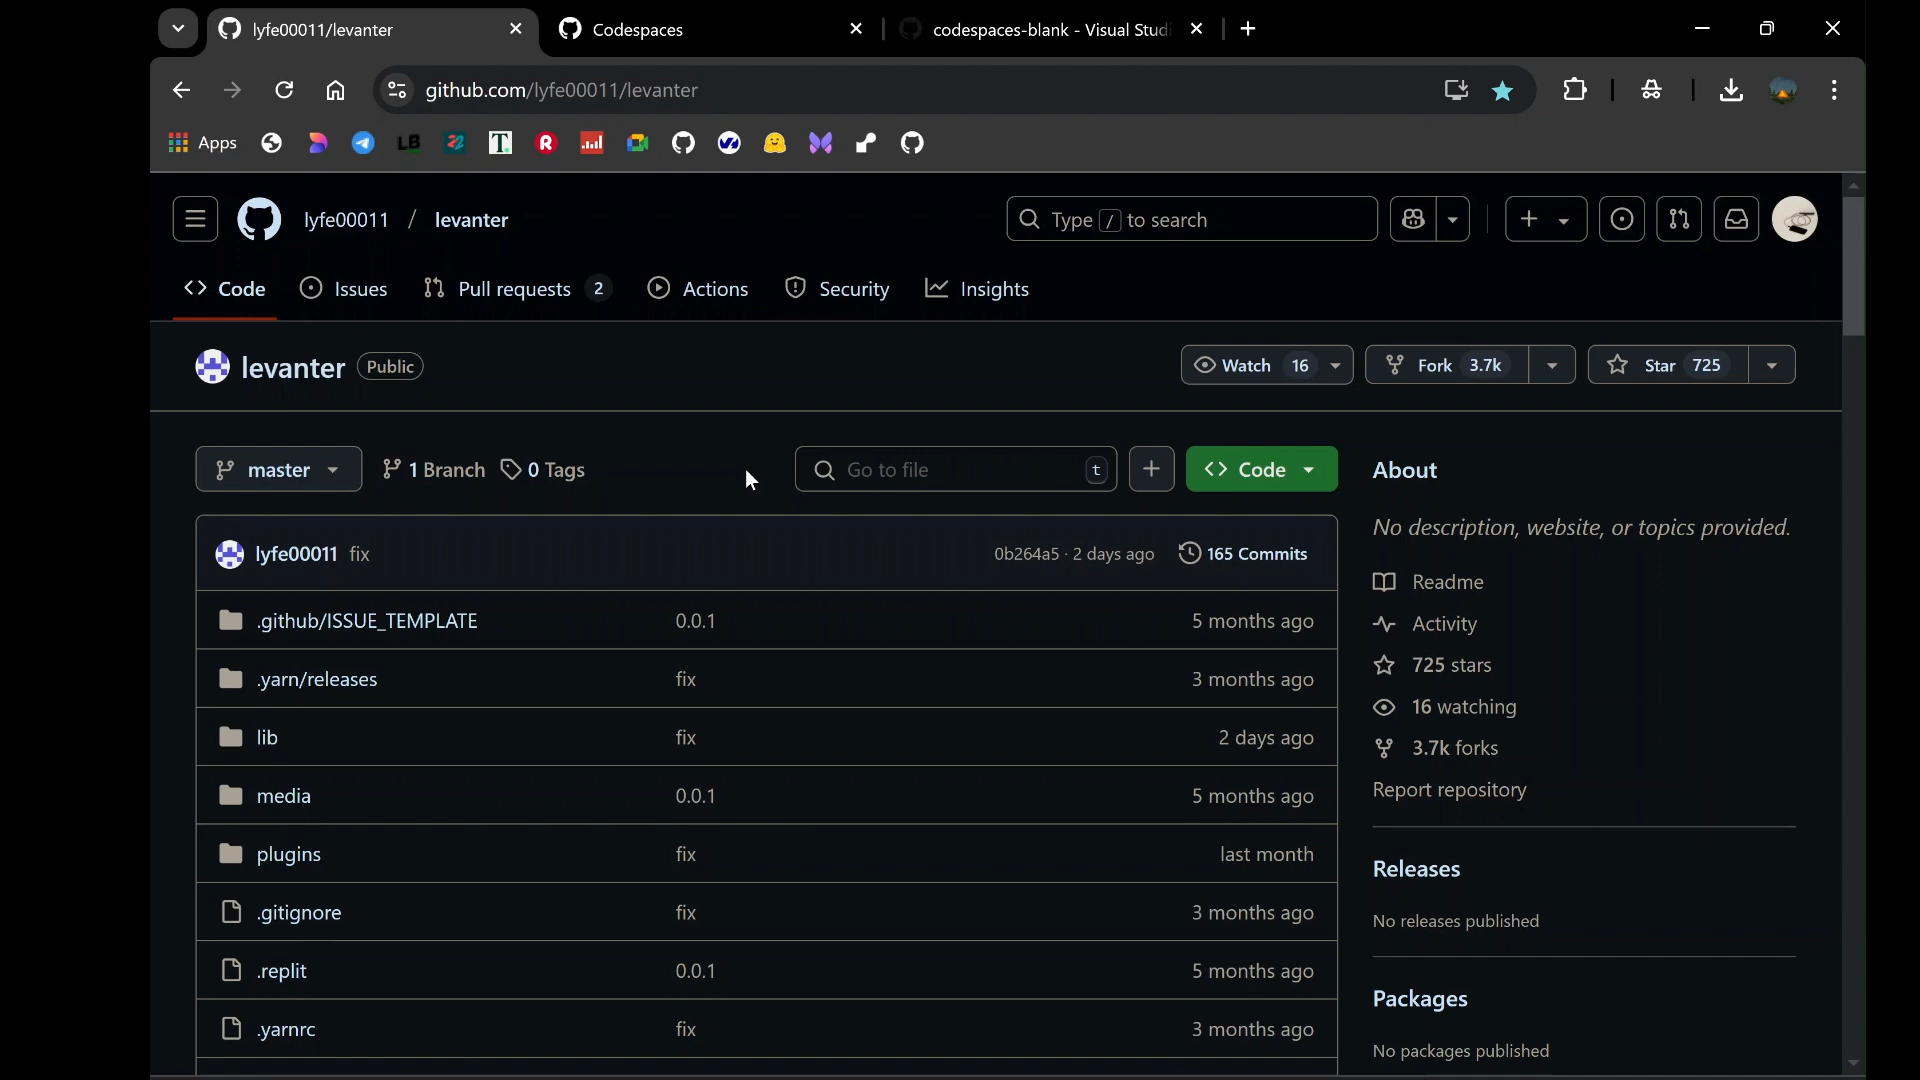 lyfe00011/levanter
Codespaces
codespaces-blank - Visual Studi
github.com/lyfe00011/levanter
Apps
LB
22
T.
R
lyfe00011 / levanter
Type / to search
Code
Issues
Pull requests 2
Actions
Security
Insights
levanter Public
Watch 16
Fork 3.7k
Star 725
master
1 Branch
0 Tags
Go to file t
Code
lyfe00011 fix
0b264a5 · 2 days ago
165 Commits
.github/ISSUE_TEMPLATE 0.0.1 5 months ago
.yarn/releases fix 3 months ago
lib fix 2 days ago
media 0.0.1 5 months ago
plugins fix last month
.gitignore fix 3 months ago
.replit 0.0.1 5 months ago
.yarnrc fix 3 months ago
About
No description, website, or topics provided.
Readme
Activity
725 stars
16 watching
3.7k forks
Report repository
Releases
No releases published
Packages
No packages published